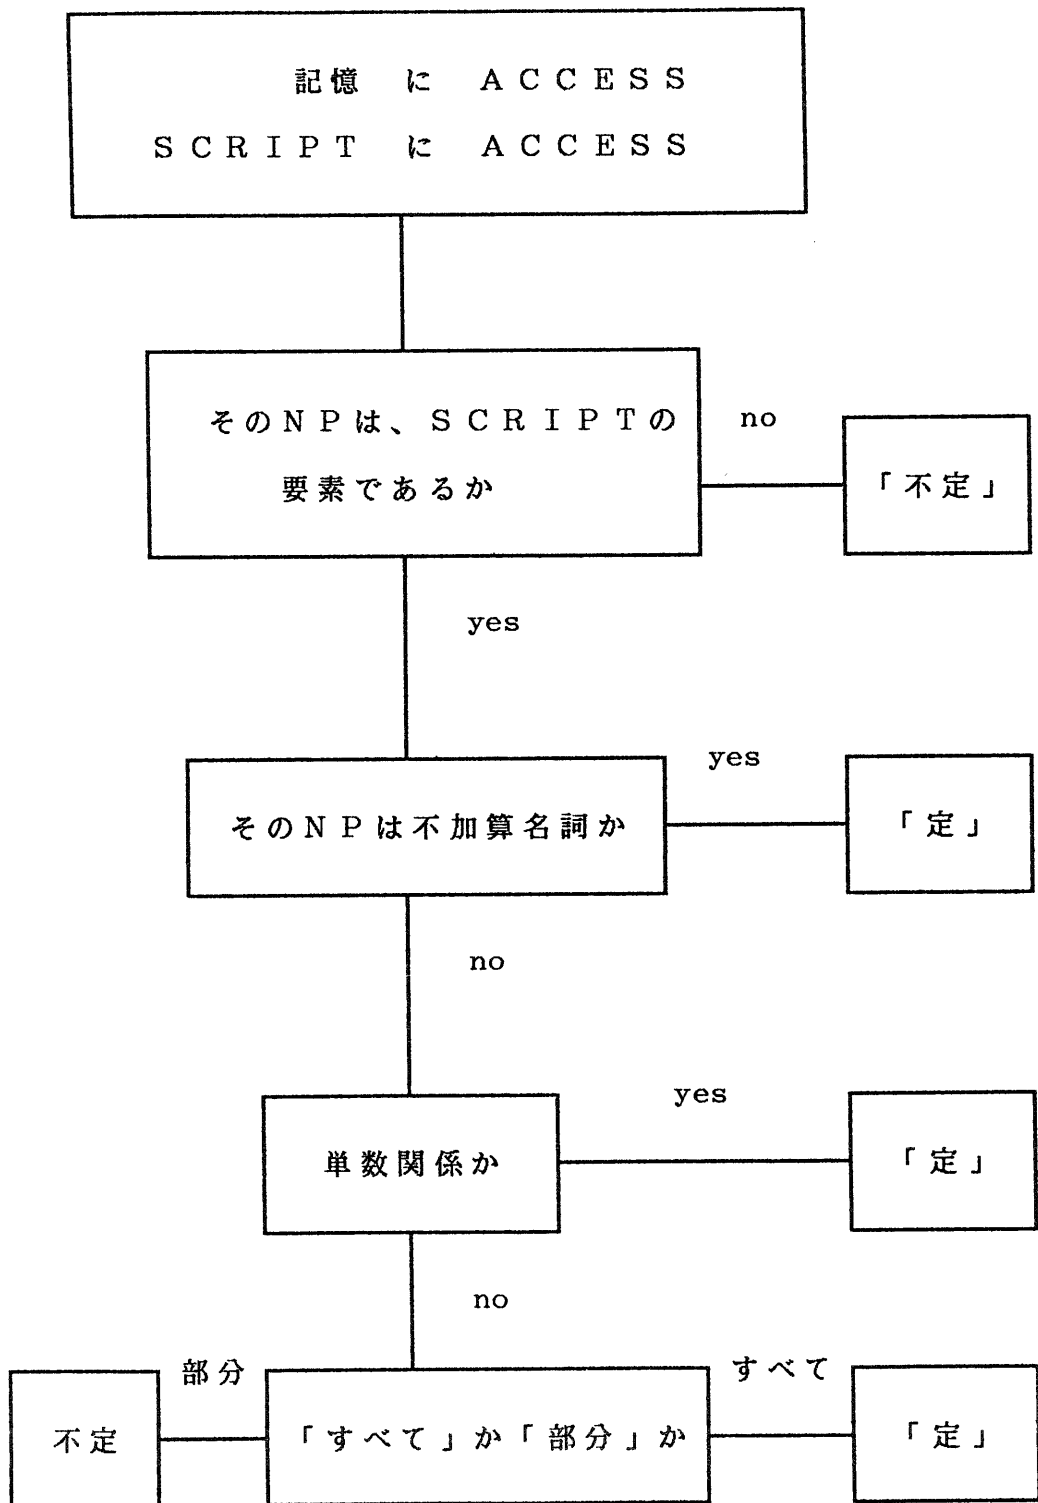 記憶 に ACCESS
SCRIPT に ACCESS
そのNPは、SCRIPTの
要素であるか
no
「不定」
yes
そのNPは不加算名詞か
yes
「定」
no
単数関係か
yes
「定」
no
不定
部分
「すべて」か「部分」か
すべて
「定」